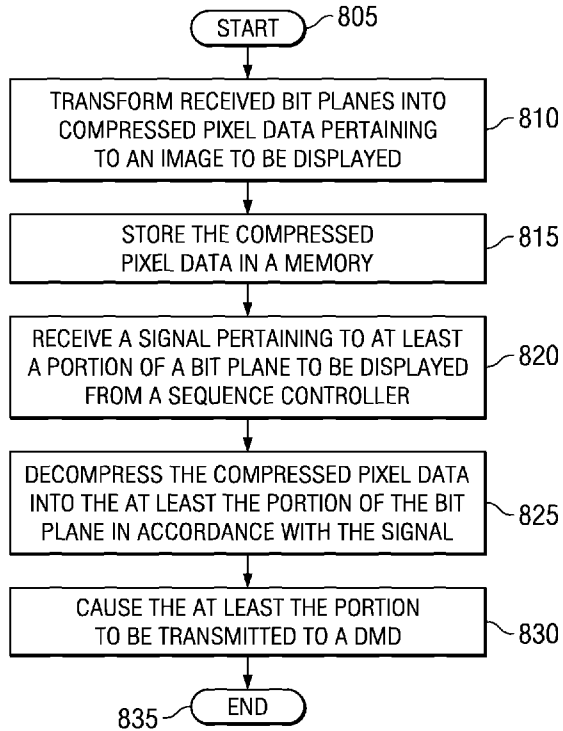 START
805
TRANSFORM RECEIVED BIT PLANES INTO
COMPRESSED PIXEL DATA PERTAINING
TO AN IMAGE TO BE DISPLAYED
810
STORE THE COMPRESSED
PIXEL DATA IN A MEMORY
815
RECEIVE A SIGNAL PERTAINING TO AT LEAST
A PORTION OF A BIT PLANE TO BE DISPLAYED
FROM A SEQUENCE CONTROLLER
820
DECOMPRESS THE COMPRESSED PIXEL DATA
INTO THE AT LEAST THE PORTION OF THE BIT
PLANE IN ACCORDANCE WITH THE SIGNAL
825
CAUSE THE AT LEAST THE PORTION
TO BE TRANSMITTED TO A DMD
830
END
835